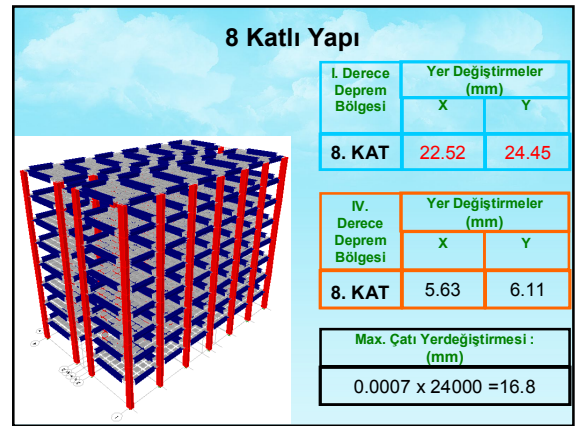 8 Katlı Yapı
I. Derece Deprem Bölgesi
Yer Değiştirmeler (mm)
X Y
8. KAT 22.52 24.45
IV. Derece Deprem Bölgesi
Yer Değiştirmeler (mm)
X Y
8. KAT 5.63 6.11
Max. Çatı Yerdeğiştirmesi :
(mm)
0.0007 x 24000 =16.8